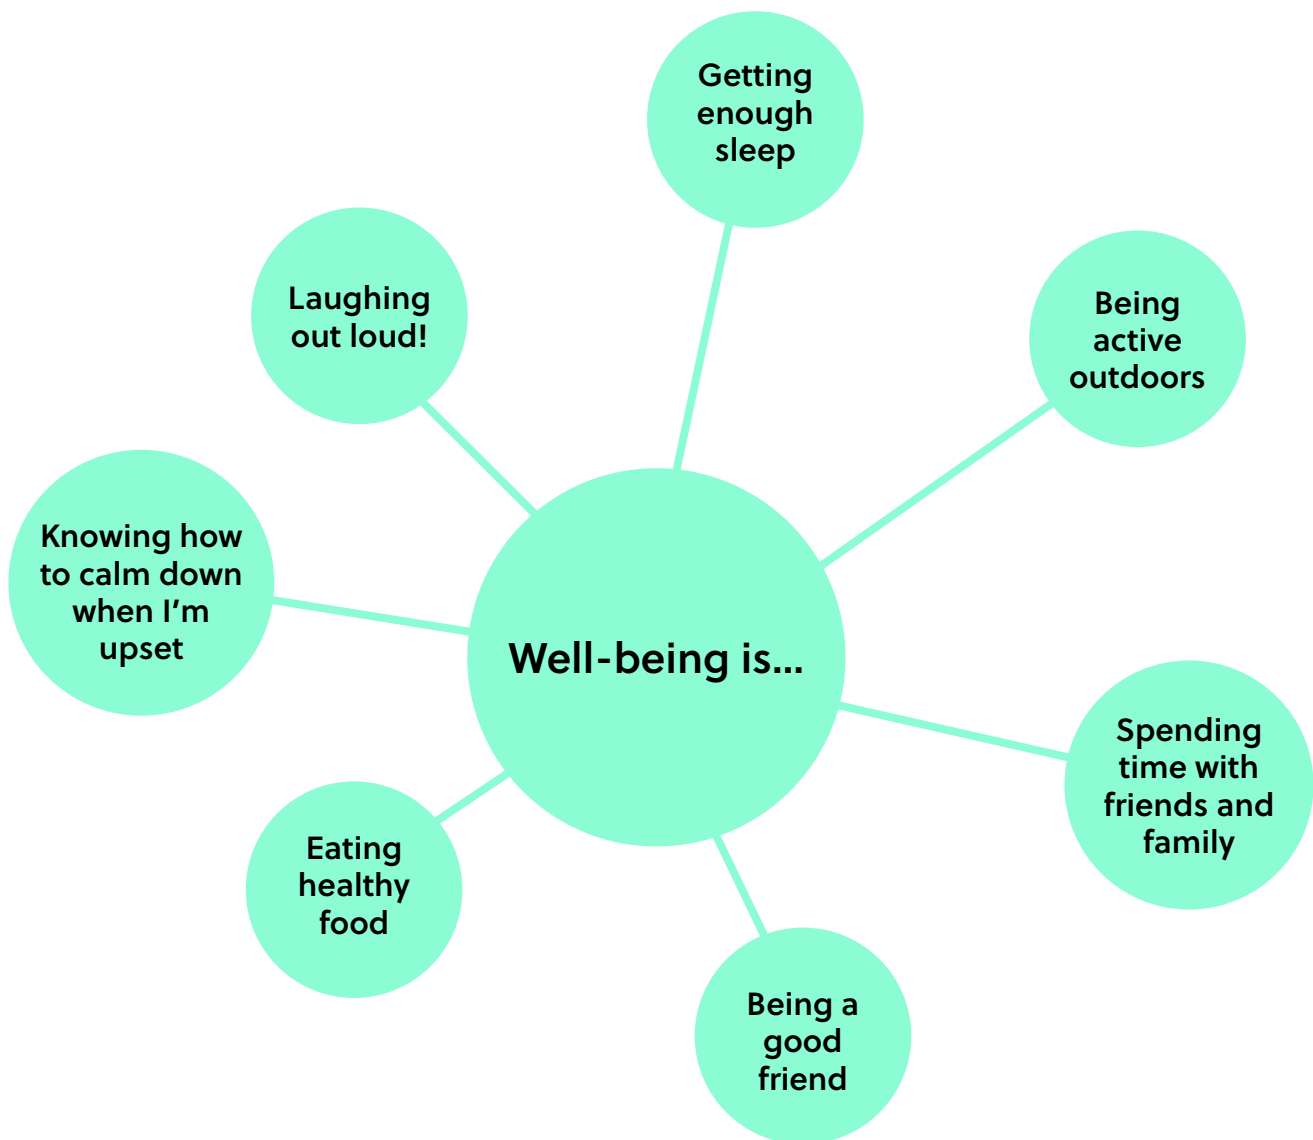 Getting
enough
sleep
Laughing
out loud!
Being
active
outdoors
Knowing how
to calm down
when I’m
upset
Well-being is...
Spending
time with
friends and
family
Eating
healthy
food
Being a
good
friend